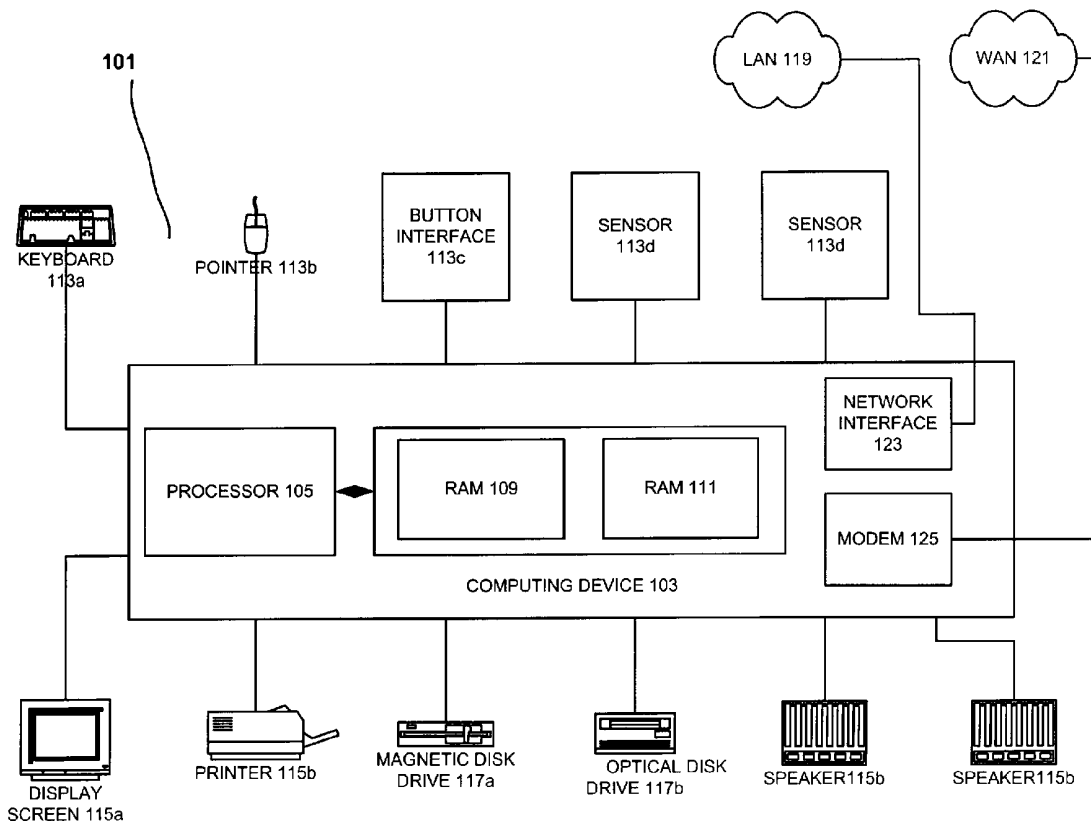 LAN 119
WAN 121
101
KEYBOARD
113a
POINTER 113b
BUTTON
INTERFACE
113c
SENSOR
113d
SENSOR
113d
NETWORK
INTERFACE
123
PROCESSOR 105
RAM 109
RAM 111
MODEM 125
COMPUTING DEVICE 103
DISPLAY
SCREEN 115a
PRINTER 115b
MAGNETIC DISK
DRIVE 117a
OPTICAL DISK
DRIVE 117b
SPEAKER115b
SPEAKER115b